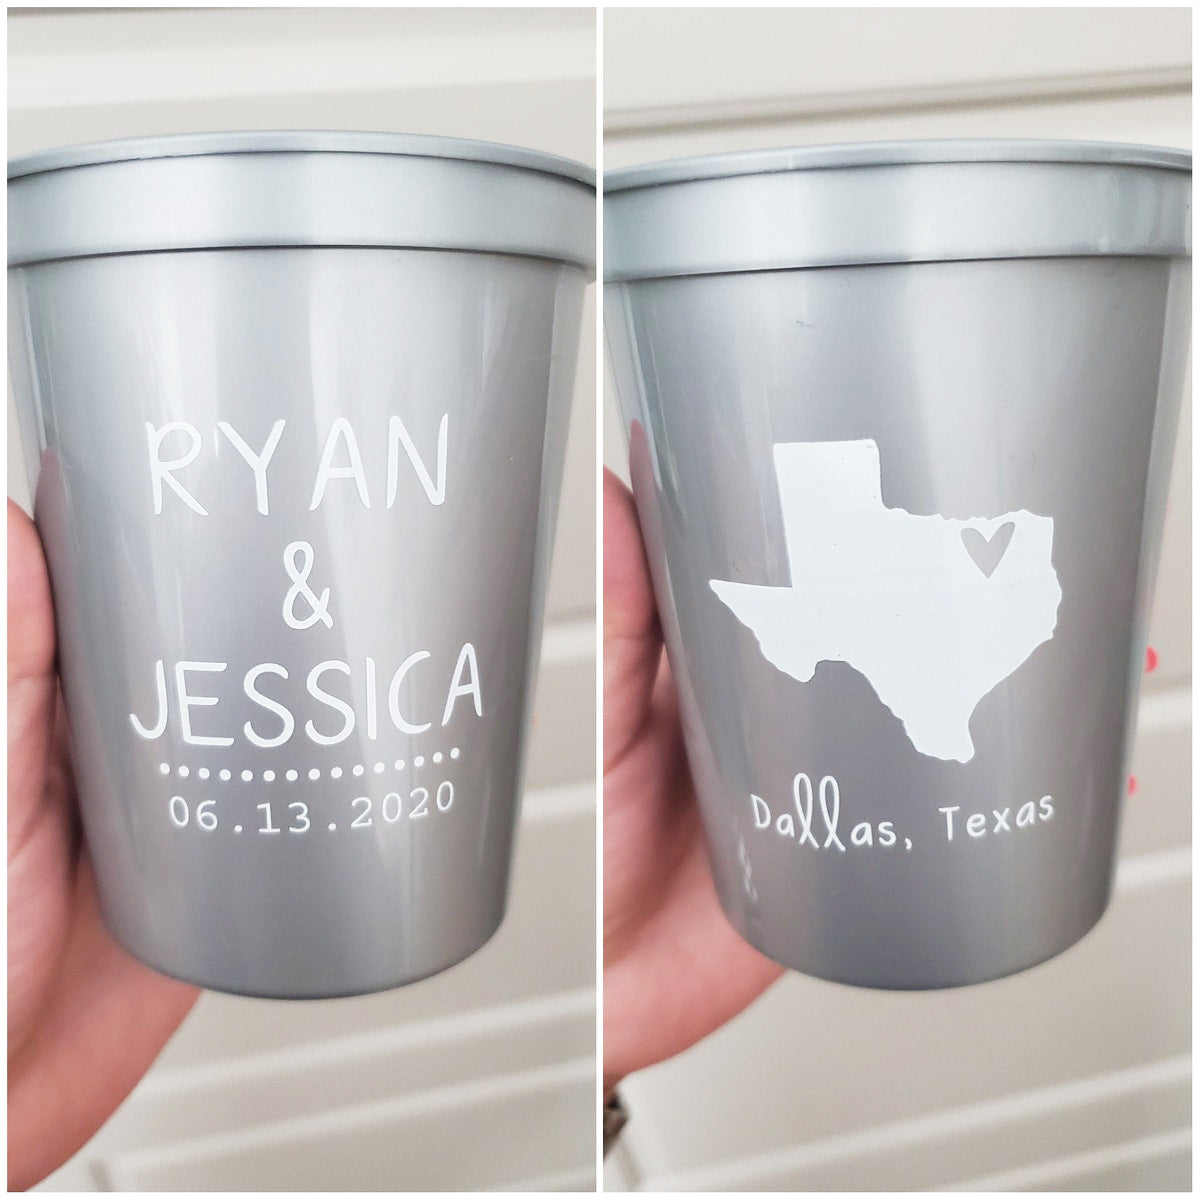 RYAN
&
JESSICA
06.13.2020
Dallas, Texas